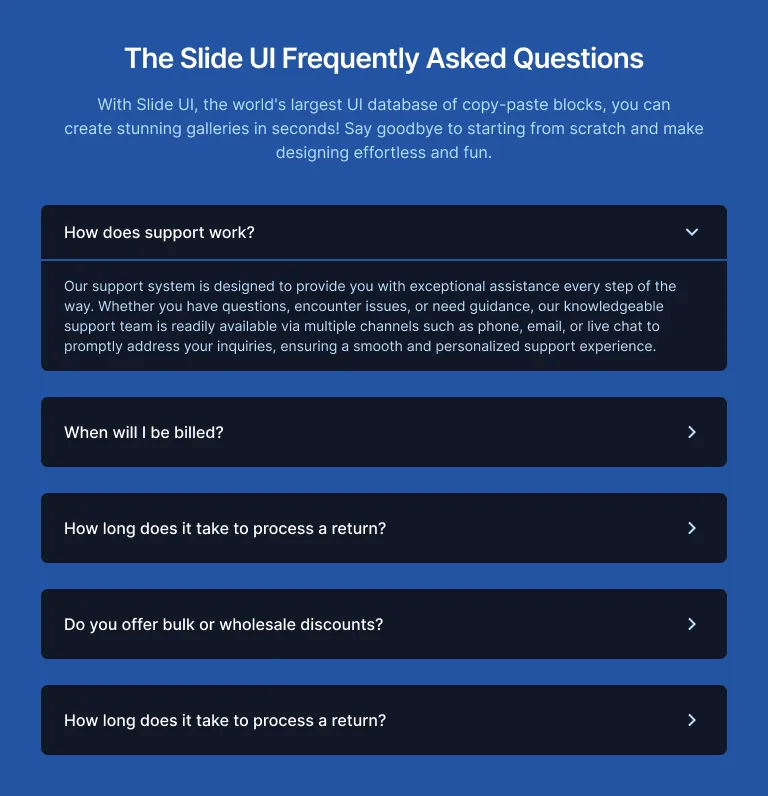 The Slide UI Frequently Asked Questions
With Slide UI, the world's largest UI database of copy-paste blocks, you can
create stunning galleries in seconds! Say goodbye to starting from scratch and make
designing effortless and fun.
How does support work?
Our support system is designed to provide you with exceptional assistance every step of the
way. Whether you have questions, encounter issues, or need guidance, our knowledgeable
support team is readily available via multiple channels such as phone, email, or live chat to
promptly address your inquiries, ensuring a smooth and personalized support experience.
When will I be billed?
How long does it take to process a return?
Do you offer bulk or wholesale discounts?
How long does it take to process a return?